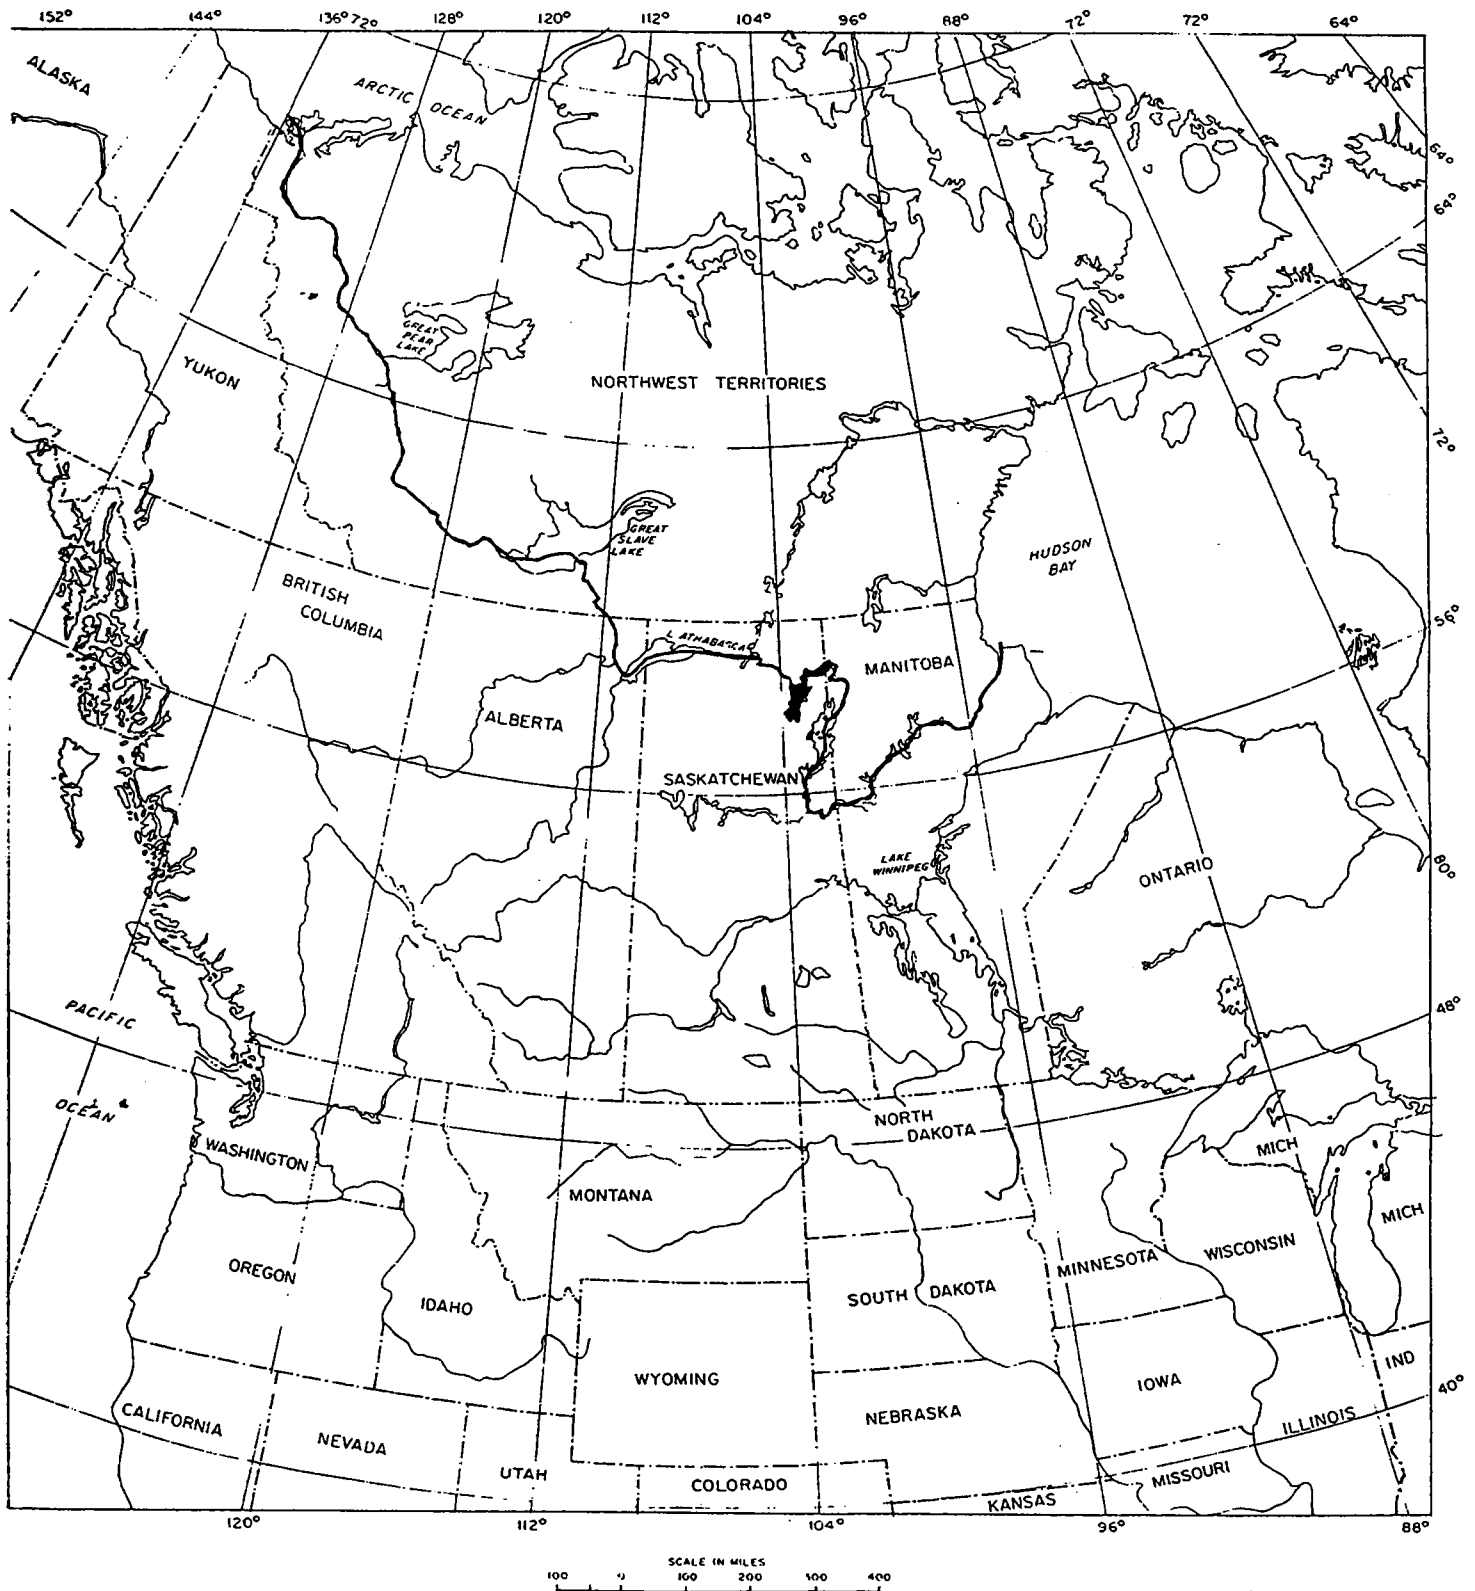 152° 144° 136° 72° 128° 120° 112° 104° 96° 88° 72° 72° 64°
ALASKA
ARCTIC OCEAN
64°
64°
GREAT
PEAR
LAKE
YUKON
NORTHWEST TERRITORIES
72°
GREAT
SLAVE
LAKE
HUDSON
BAY
BRITISH
COLUMBIA
56°
L. ATHABASCA
MANITOBA
ALBERTA
SASKATCHEWAN
LAKE
WINNIPEG
ONTARIO
80°
PACIFIC
OCEAN
48°
NORTH
DAKOTA
WASHINGTON
MICH
MONTANA
MICH
OREGON
IDAHO
SOUTH DAKOTA
MINNESOTA
WISCONSIN
WYOMING
IOWA
IND
40°
CALIFORNIA
NEVADA
NEBRASKA
ILLINOIS
UTAH
COLORADO
MISSOURI
KANSAS
120° 112° 104° 96° 88°
SCALE IN MILES
100 0 100 200 300 400